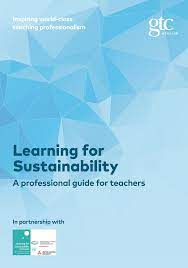 Inspiring world-class
teaching professionalism
gtc
Learning for
Sustainability
A professional guide for teachers
In partnership with